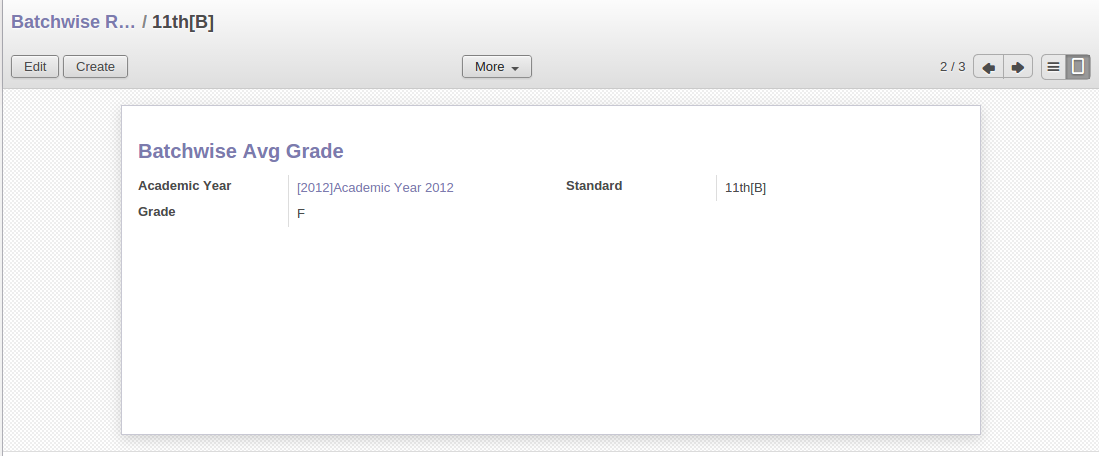 Batchwise R… / 11th[B]
Edit Create More 2 / 3
Batchwise Avg Grade
Academic Year [2012]Academic Year 2012 Standard 11th[B]
Grade F